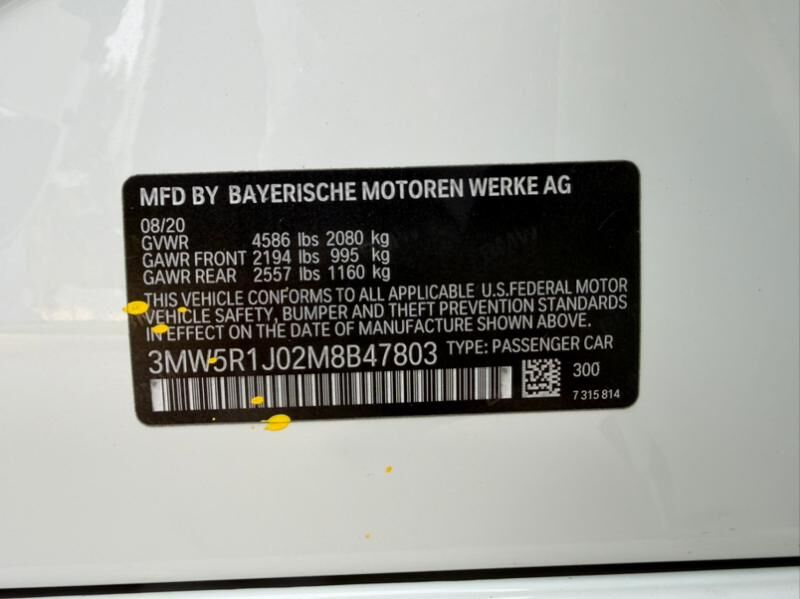 MFD BY BAYERISCHE MOTOREN WERKE AG
08/20
GVWR 4586 lbs 2080 kg
GAWR FRONT 2194 lbs 995 kg
GAWR REAR 2557 lbs 1160 kg
THIS VEHICLE CONFORMS TO ALL APPLICABLE U.S.FEDERAL MOTOR
VEHICLE SAFETY, BUMPER AND THEFT PREVENTION STANDARDS
IN EFFECT ON THE DATE OF MANUFACTURE SHOWN ABOVE.
3MW5R1J02M8B47803 TYPE: PASSENGER CAR
300
7 315 814